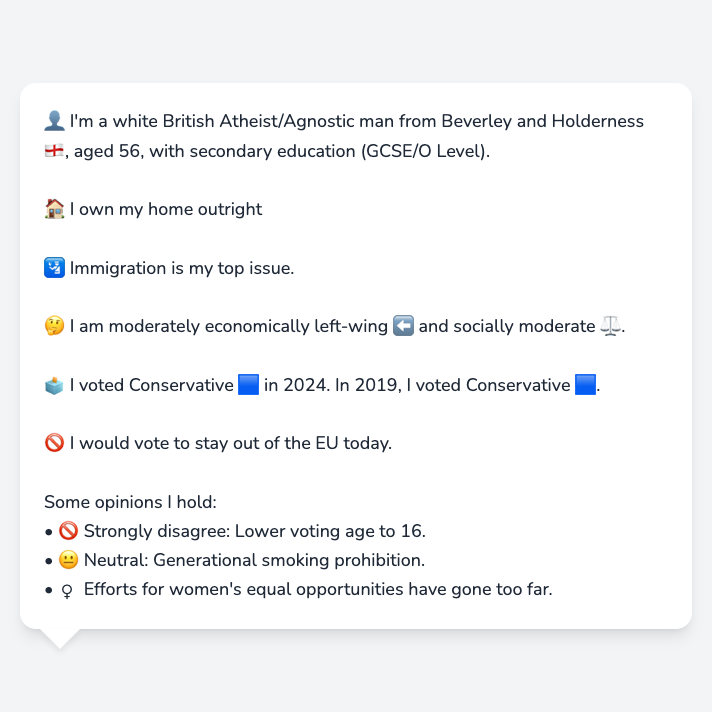 👤 I'm a white British Atheist/Agnostic man from Beverley and Holderness
🏴󠁧󠁢󠁥󠁮󠁧󠁿, aged 56, with secondary education (GCSE/O Level).
🏠 I own my home outright
🛂 Immigration is my top issue.
🤔 I am moderately economically left-wing ⬅️ and socially moderate ⚖️.
🗳️ I voted Conservative 🟦 in 2024. In 2019, I voted Conservative 🟦.
🚫 I would vote to stay out of the EU today.
Some opinions I hold:
• 🚫 Strongly disagree: Lower voting age to 16.
• 😐 Neutral: Generational smoking prohibition.
• ♀ Efforts for women's equal opportunities have gone too far.